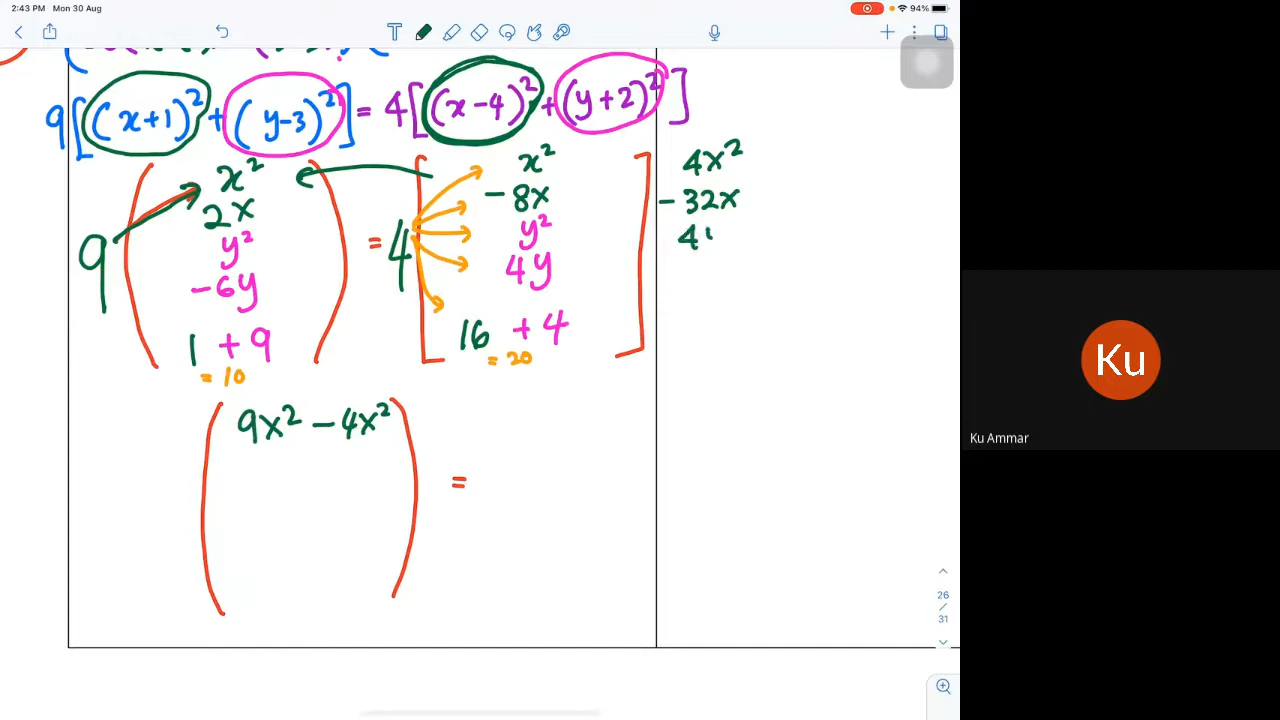 2:43 PM Mon 30 Aug
94%
9[(x+1)²+(y-3)²] = 4[(x-4)²+(y+2)²]
9
x²
2x
y²
-6y
1 + 9
= 10
= 4
x²
-8x
y²
4y
16 + 4
= 20
4x²
-32x
4
9x² - 4x²
=
26
/
31
Ku
Ku Ammar